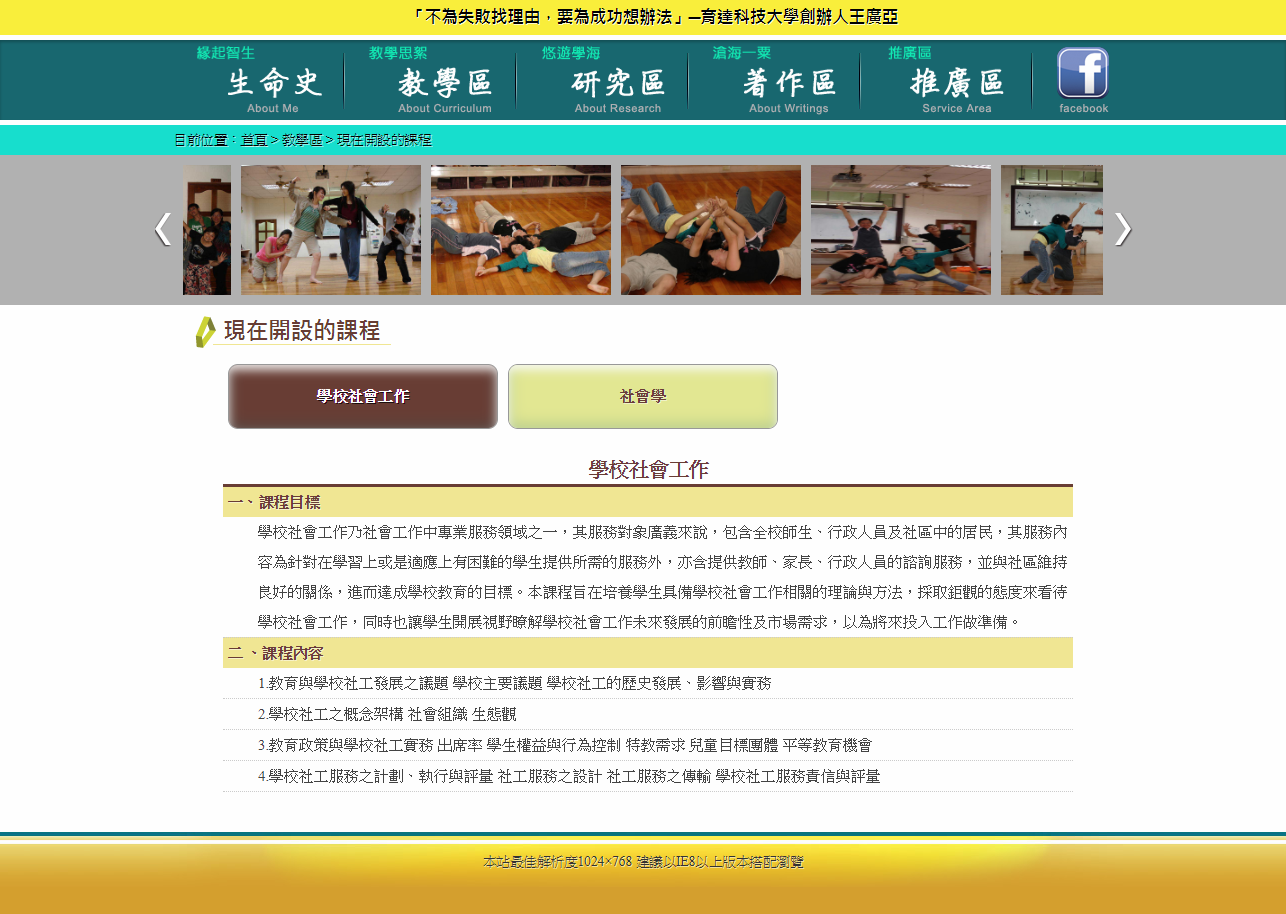 「不為失敗找理由，要為成功想辦法」─育達科技大學創辦人王廣亞
緣起智生
生命史
About Me
教學思絮
教學區
About Curriculum
悠遊學海
研究區
About Research
滄海一粟
著作區
About Writings
推廣區
推廣區
Service Area
f
facebook
目前位置：首頁 > 教學區 > 現在開設的課程
現在開設的課程
學校社會工作
社會學
學校社會工作
一、課程目標
學校社會工作乃社會工作中專業服務領域之一，其服務對象廣義來說，包含全校師生、行政人員及社區中的居民，其服務內
容為針對在學習上或是適應上有困難的學生提供所需的服務外，亦含提供教師、家長、行政人員的諮詢服務，並與社區維持
良好的關係，進而達成學校教育的目標。本課程旨在培養學生具備學校社會工作相關的理論與方法，採取鉅觀的態度來看待
學校社會工作，同時也讓學生開展視野瞭解學校社會工作未來發展的前瞻性及市場需求，以為將來投入工作做準備。
二 、課程內容
1.教育與學校社工發展之議題 學校主要議題 學校社工的歷史發展、影響與實務
2.學校社工之概念架構 社會組織 生態觀
3.教育政策與學校社工實務 出席率 學生權益與行為控制 特教需求 兒童目標團體 平等教育機會
4.學校社工服務之計劃、執行與評量 社工服務之設計 社工服務之傳輸 學校社工服務責信與評量
本站最佳解析度1024×768 建議以IE8以上版本搭配瀏覽